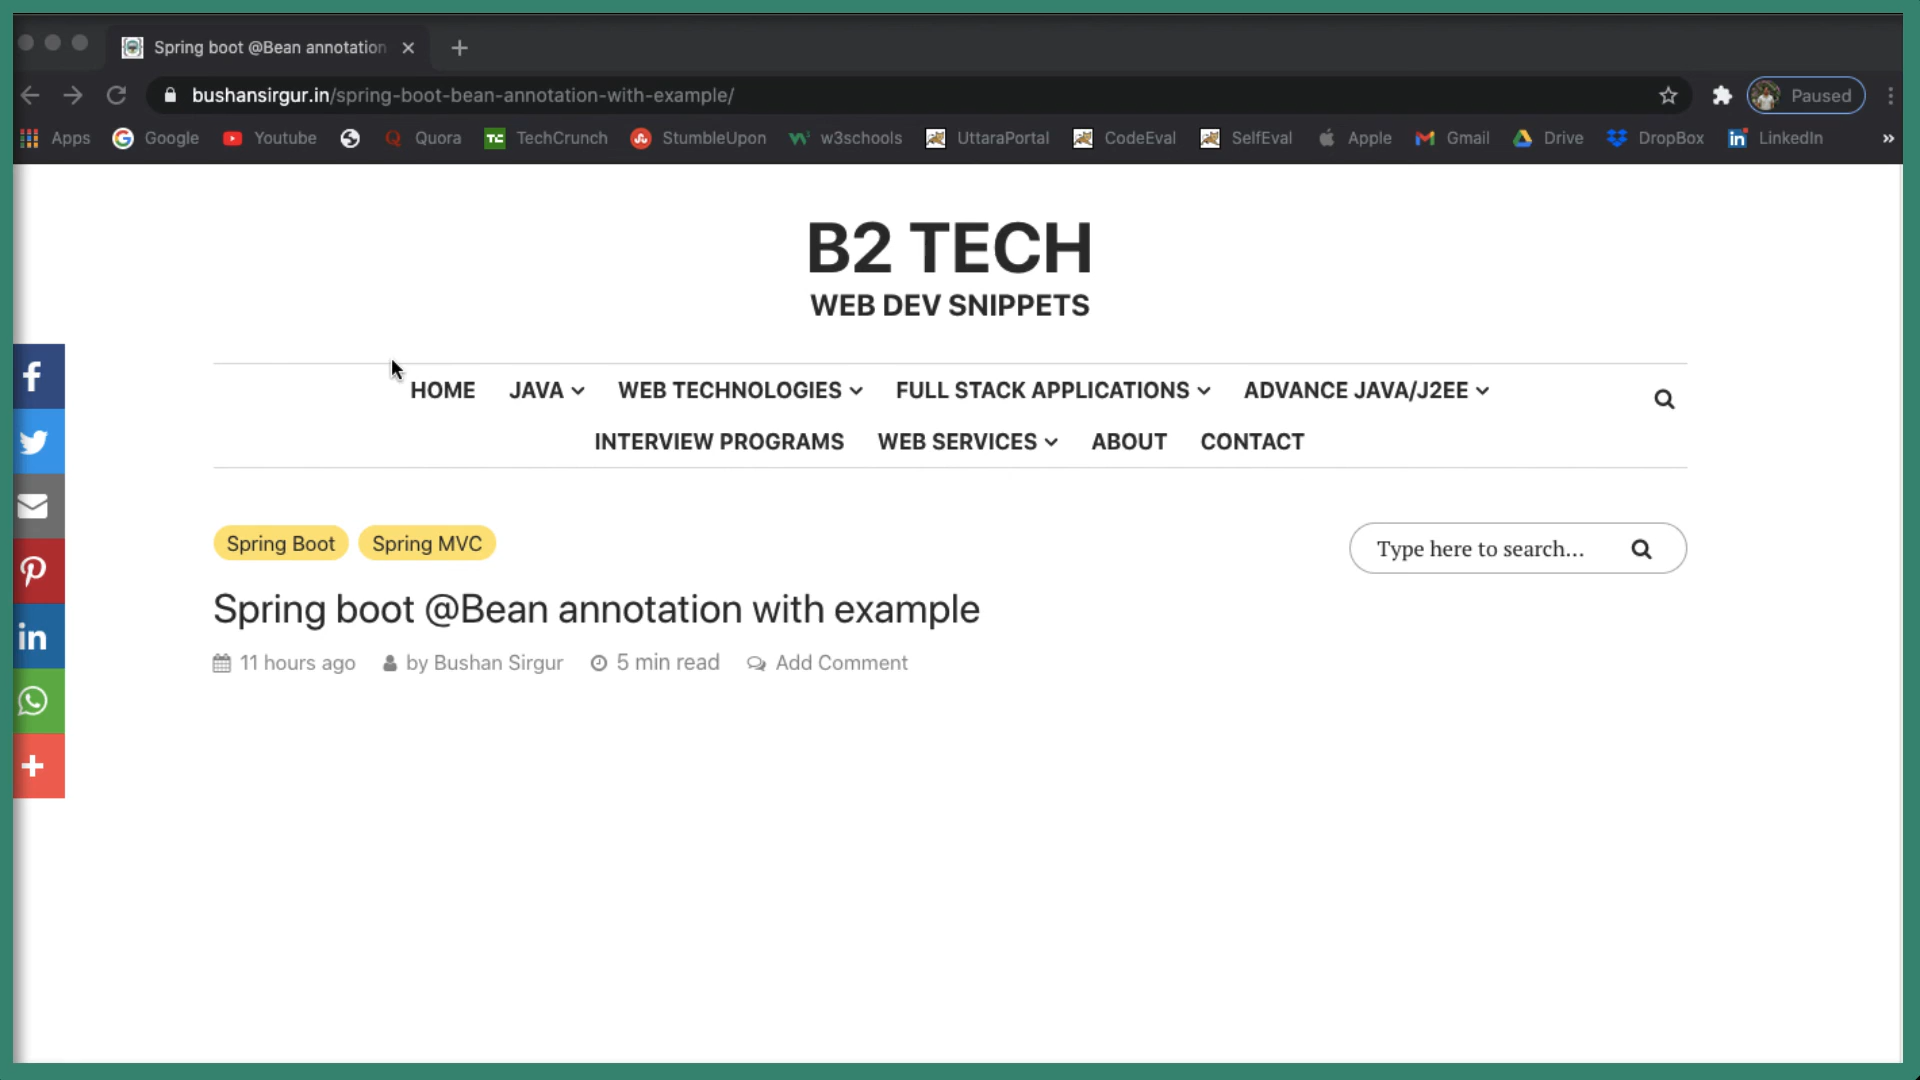 Spring boot @Bean annotation
bushansirgur.in/spring-boot-bean-annotation-with-example/
Paused
Apps Google Youtube Quora TechCrunch StumbleUpon w3schools UttaraPortal CodeEval SelfEval Apple Gmail Drive DropBox LinkedIn »
B2 TECH
WEB DEV SNIPPETS
HOME JAVA WEB TECHNOLOGIES FULL STACK APPLICATIONS ADVANCE JAVA/J2EE
INTERVIEW PROGRAMS WEB SERVICES ABOUT CONTACT
Spring Boot Spring MVC
Type here to search...
Spring boot @Bean annotation with example
11 hours ago by Bushan Sirgur 5 min read Add Comment